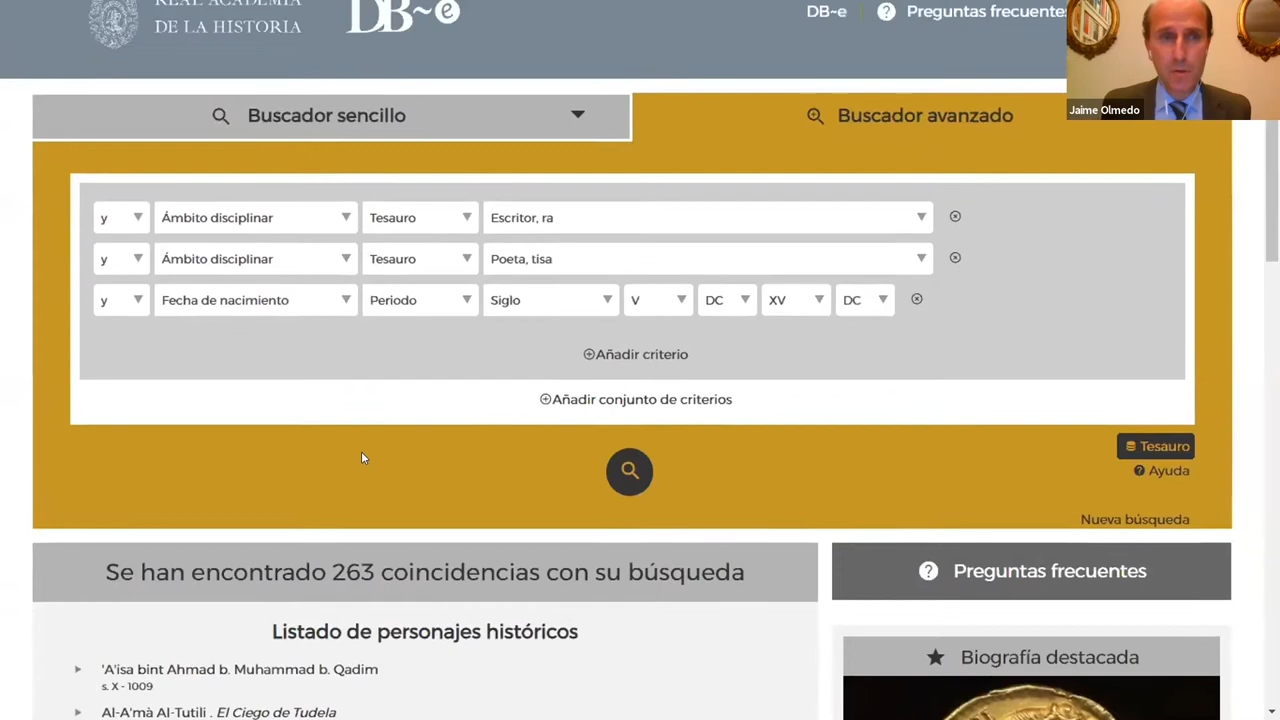 REAL ACADEMIA
DE LA HISTORIA
DB~e
DB~e
Preguntas frecuentes
Jaime Olmedo
Buscador sencillo
Buscador avanzado
y Ámbito disciplinar Tesauro Escritor, ra
y Ámbito disciplinar Tesauro Poeta, tisa
y Fecha de nacimiento Periodo Siglo V DC XV DC
Añadir criterio
Añadir conjunto de criterios
Tesauro
Ayuda
Nueva búsqueda
Se han encontrado 263 coincidencias con su búsqueda
Preguntas frecuentes
Listado de personajes históricos
Biografía destacada
'A'isa bint Ahmad b. Muhammad b. Qadim
s. X - 1009
Al-A'mà Al-Tutili . El Ciego de Tudela